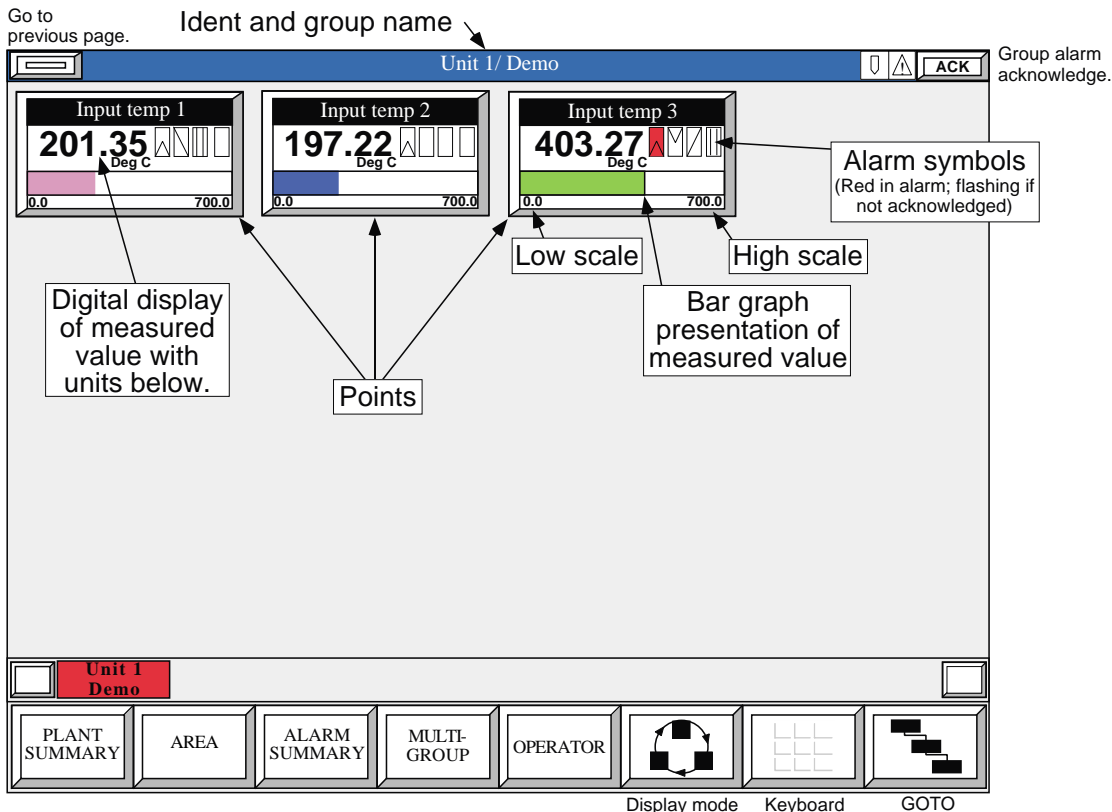 Go to
previous page.
Ident and group name
Unit 1/ Demo
ACK
Group alarm
acknowledge.
Input temp 1
201.35
Deg C
0.0 700.0
Input temp 2
197.22
Deg C
0.0 700.0
Input temp 3
403.27
Deg C
0.0 700.0
Alarm symbols
(Red in alarm; flashing if
not acknowledged)
Low scale
High scale
Digital display
of measured
value with
units below.
Bar graph
presentation of
measured value
Points
Unit 1
Demo
PLANT
SUMMARY
AREA
ALARM
SUMMARY
MULTI-
GROUP
OPERATOR
Display mode
Keyboard
GOTO